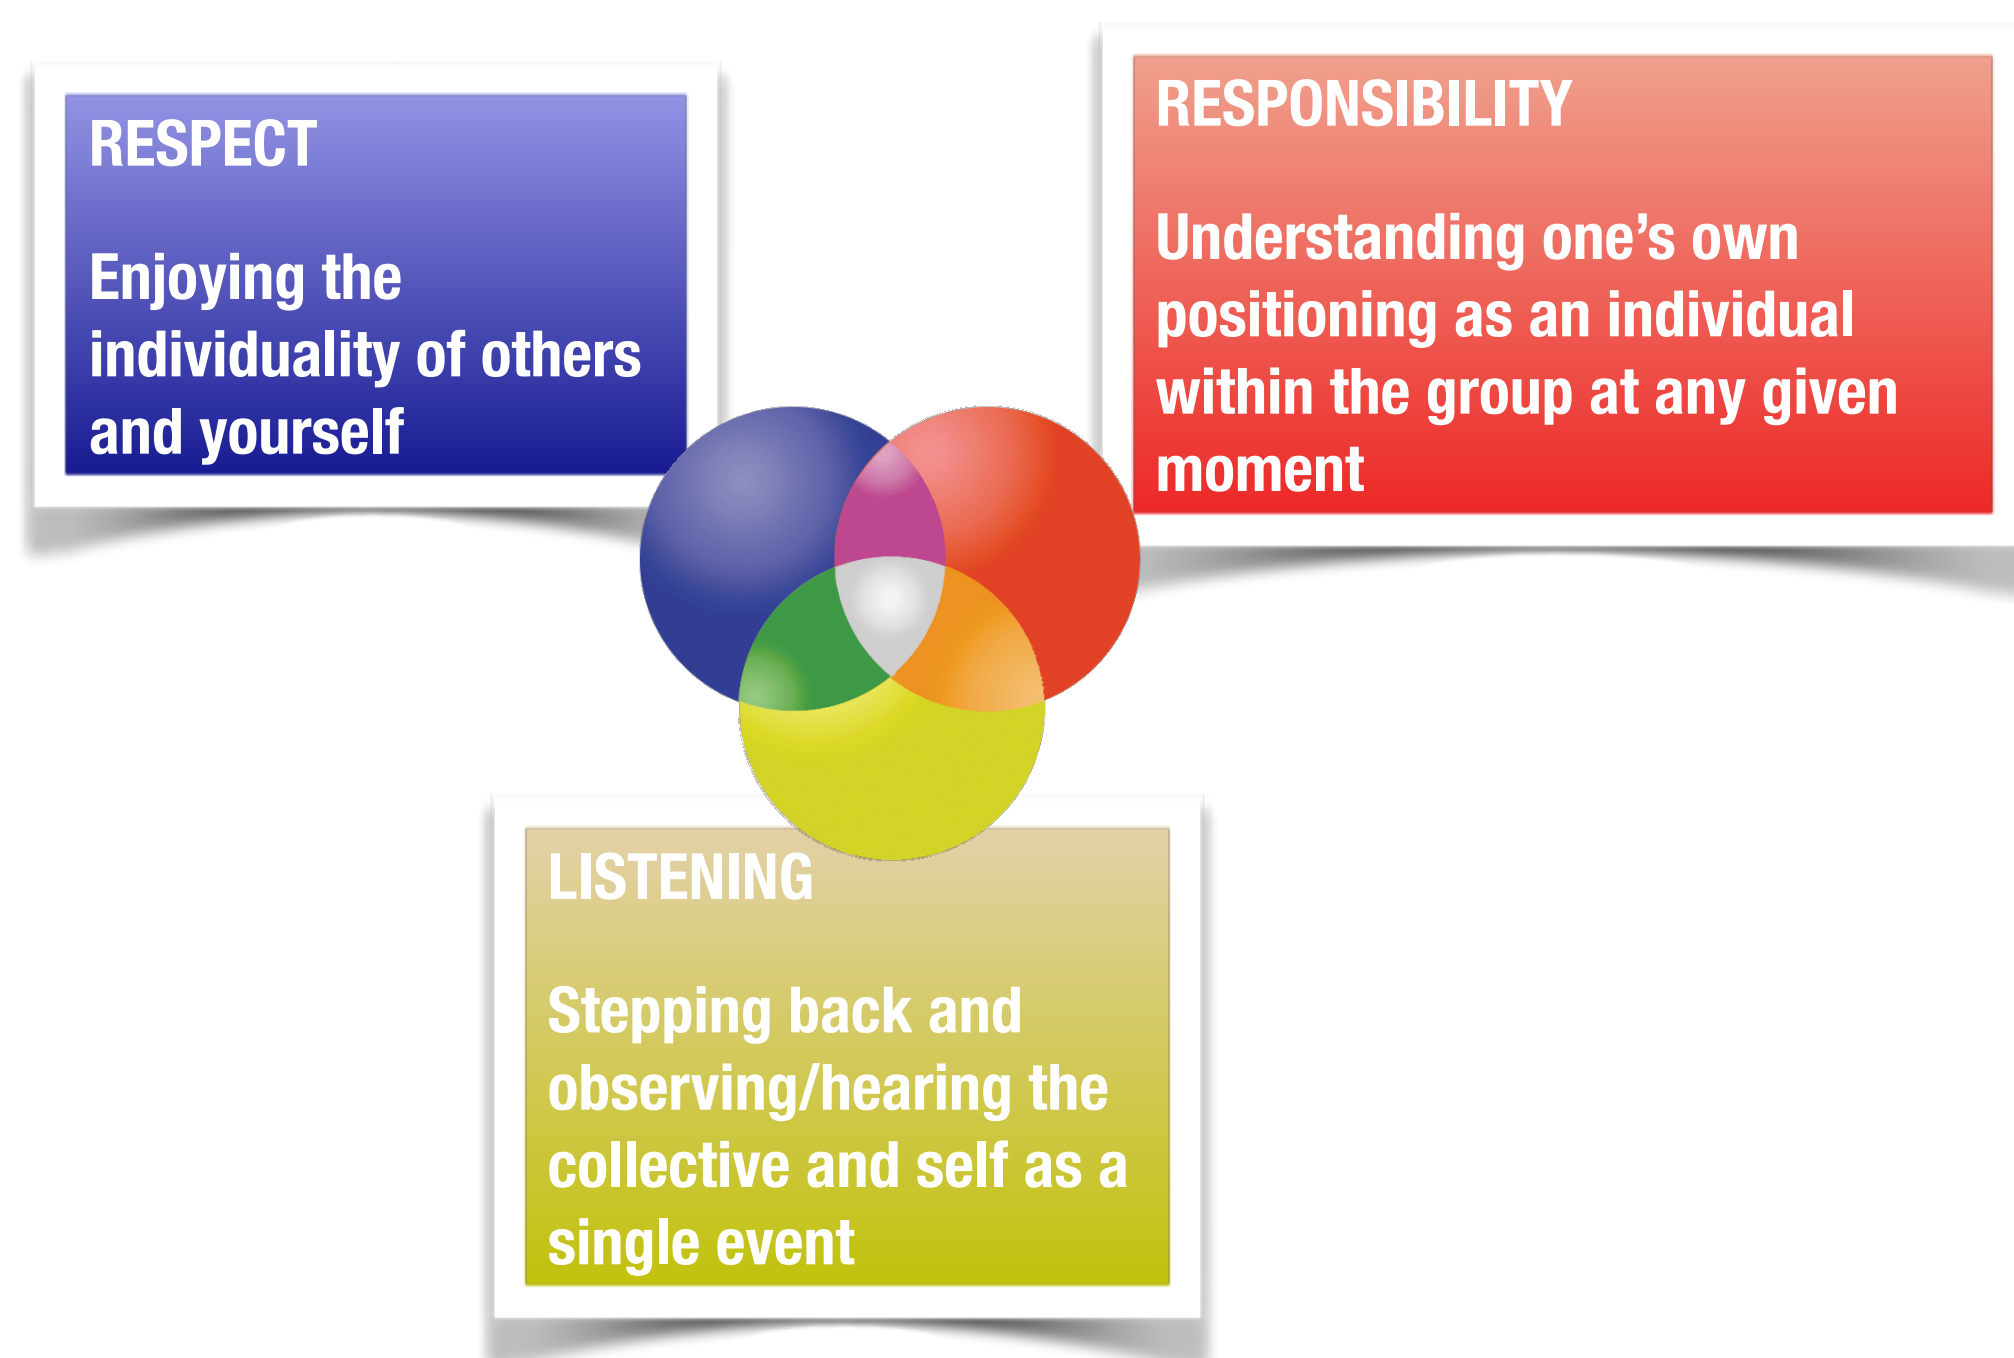 RESPECT
Enjoying the
individuality of others
and yourself
RESPONSIBILITY
Understanding one’s own
positioning as an individual
within the group at any given
moment
LISTENING
Stepping back and
observing/hearing the
collective and self as a
single event